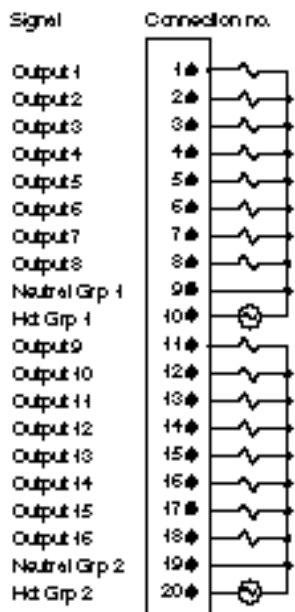 Signal Connection no.
Output 1 1
Output 2 2
Output 3 3
Output 4 4
Output 5 5
Output 6 6
Output 7 7
Output 8 8
Neutral Grp 1 9
Hot Grp 1 10
Output 9 11
Output 10 12
Output 11 13
Output 12 14
Output 13 15
Output 14 16
Output 15 17
Output 16 18
Neutral Grp 2 19
Hot Grp 2 20